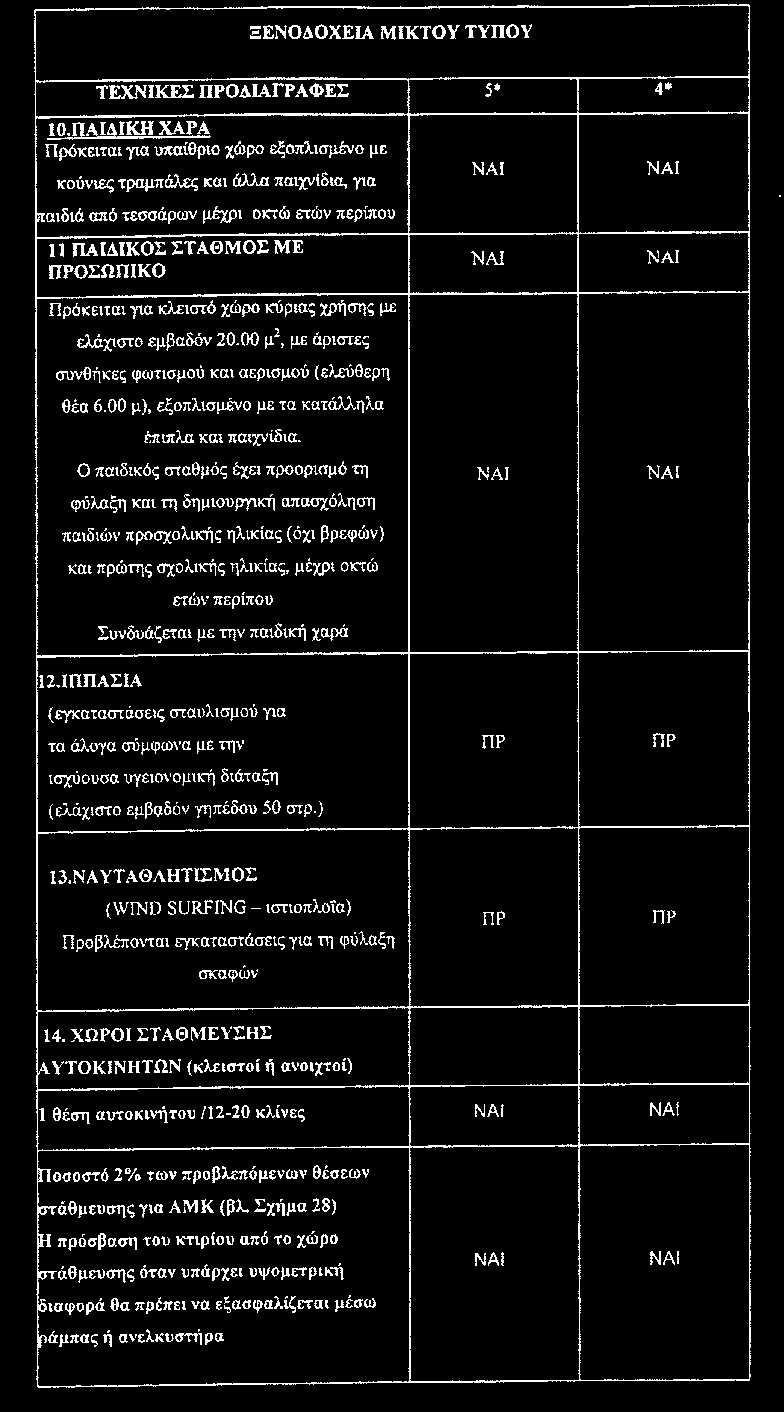 ΞΕΝΟΔΟΧΕΙΑ ΜΙΚΤΟΥ ΤΥΠΟΥ
ΤΕΧΝΙΚΕΣ ΠΡΟΔΙΑΓΡΑΦΕΣ 5* 4*
10.ΠΑΙΔΙΚΗ ΧΑΡΑ
Πρόκειται για υπαίθριο χώρο εξοπλισμένο με
κούνιες τραμπάλες και άλλα παιχνίδια, για
παιδιά από τεσσάρων μέχρι οκτώ ετών περίπου
ΝΑΙ ΝΑΙ
11 ΠΑΙΔΙΚΟΣ ΣΤΑΘΜΟΣ ΜΕ
ΠΡΟΣΩΠΙΚΟ
ΝΑΙ ΝΑΙ
Πρόκειται για κλειστό χώρο κύριας χρήσης με
ελάχιστο εμβαδόν 20.00 μ², με άριστες
συνθήκες φωτισμού και αερισμού (ελεύθερη
θέα 6.00 μ), εξοπλισμένο με τα κατάλληλα
έπιπλα και παιχνίδια.
Ο παιδικός σταθμός έχει προορισμό τη
φύλαξη και τη δημιουργική απασχόληση
παιδιών προσχολικής ηλικίας (όχι βρεφών)
και πρώτης σχολικής ηλικίας, μέχρι οκτώ
ετών περίπου
Συνδυάζεται με την παιδική χαρά
ΝΑΙ ΝΑΙ
12.ΙΠΠΑΣΙΑ
(εγκαταστάσεις σταυλισμού για
τα άλογα σύμφωνα με την
ισχύουσα υγειονομική διάταξη
(ελάχιστο εμβαδόν γηπέδου 50 στρ.)
ΠΡ ΠΡ
13.ΝΑΥΤΑΘΛΗΤΙΣΜΟΣ
(WIND SURFING – ιστιοπλοΐα)
Προβλέπονται εγκαταστάσεις για τη φύλαξη
σκαφών
ΠΡ ΠΡ
14. ΧΩΡΟΙ ΣΤΑΘΜΕΥΣΗΣ
ΑΥΤΟΚΙΝΗΤΩΝ (κλειστοί ή ανοιχτοί)
1 θέση αυτοκινήτου /12-20 κλίνες ΝΑΙ ΝΑΙ
Ποσοστό 2% των προβλεπόμενων θέσεων
στάθμευσης για ΑΜΚ (βλ. Σχήμα 28)
Η πρόσβαση του κτιρίου από το χώρο
στάθμευσης όταν υπάρχει υψομετρική
διαφορά θα πρέπει να εξασφαλίζεται μέσω
ράμπας ή ανελκυστήρα
ΝΑΙ ΝΑΙ